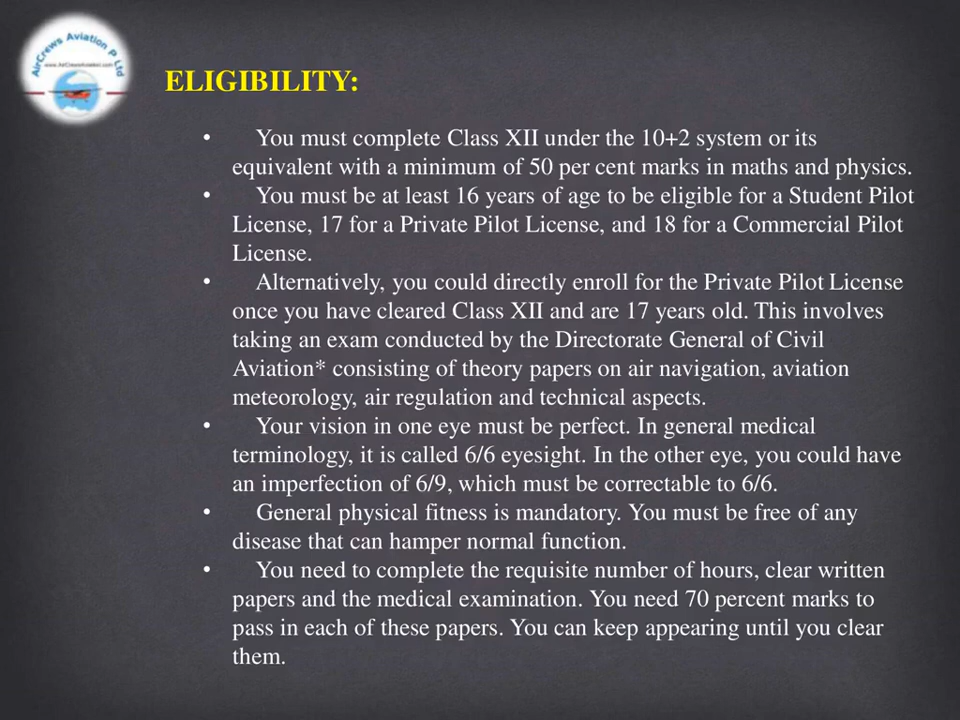 AirCrews Aviation P Ltd
www.AirCrewsAviation.com
ELIGIBILITY:
• You must complete Class XII under the 10+2 system or its
equivalent with a minimum of 50 per cent marks in maths and physics.
• You must be at least 16 years of age to be eligible for a Student Pilot
License, 17 for a Private Pilot License, and 18 for a Commercial Pilot
License.
• Alternatively, you could directly enroll for the Private Pilot License
once you have cleared Class XII and are 17 years old. This involves
taking an exam conducted by the Directorate General of Civil
Aviation* consisting of theory papers on air navigation, aviation
meteorology, air regulation and technical aspects.
• Your vision in one eye must be perfect. In general medical
terminology, it is called 6/6 eyesight. In the other eye, you could have
an imperfection of 6/9, which must be correctable to 6/6.
• General physical fitness is mandatory. You must be free of any
disease that can hamper normal function.
• You need to complete the requisite number of hours, clear written
papers and the medical examination. You need 70 percent marks to
pass in each of these papers. You can keep appearing until you clear
them.